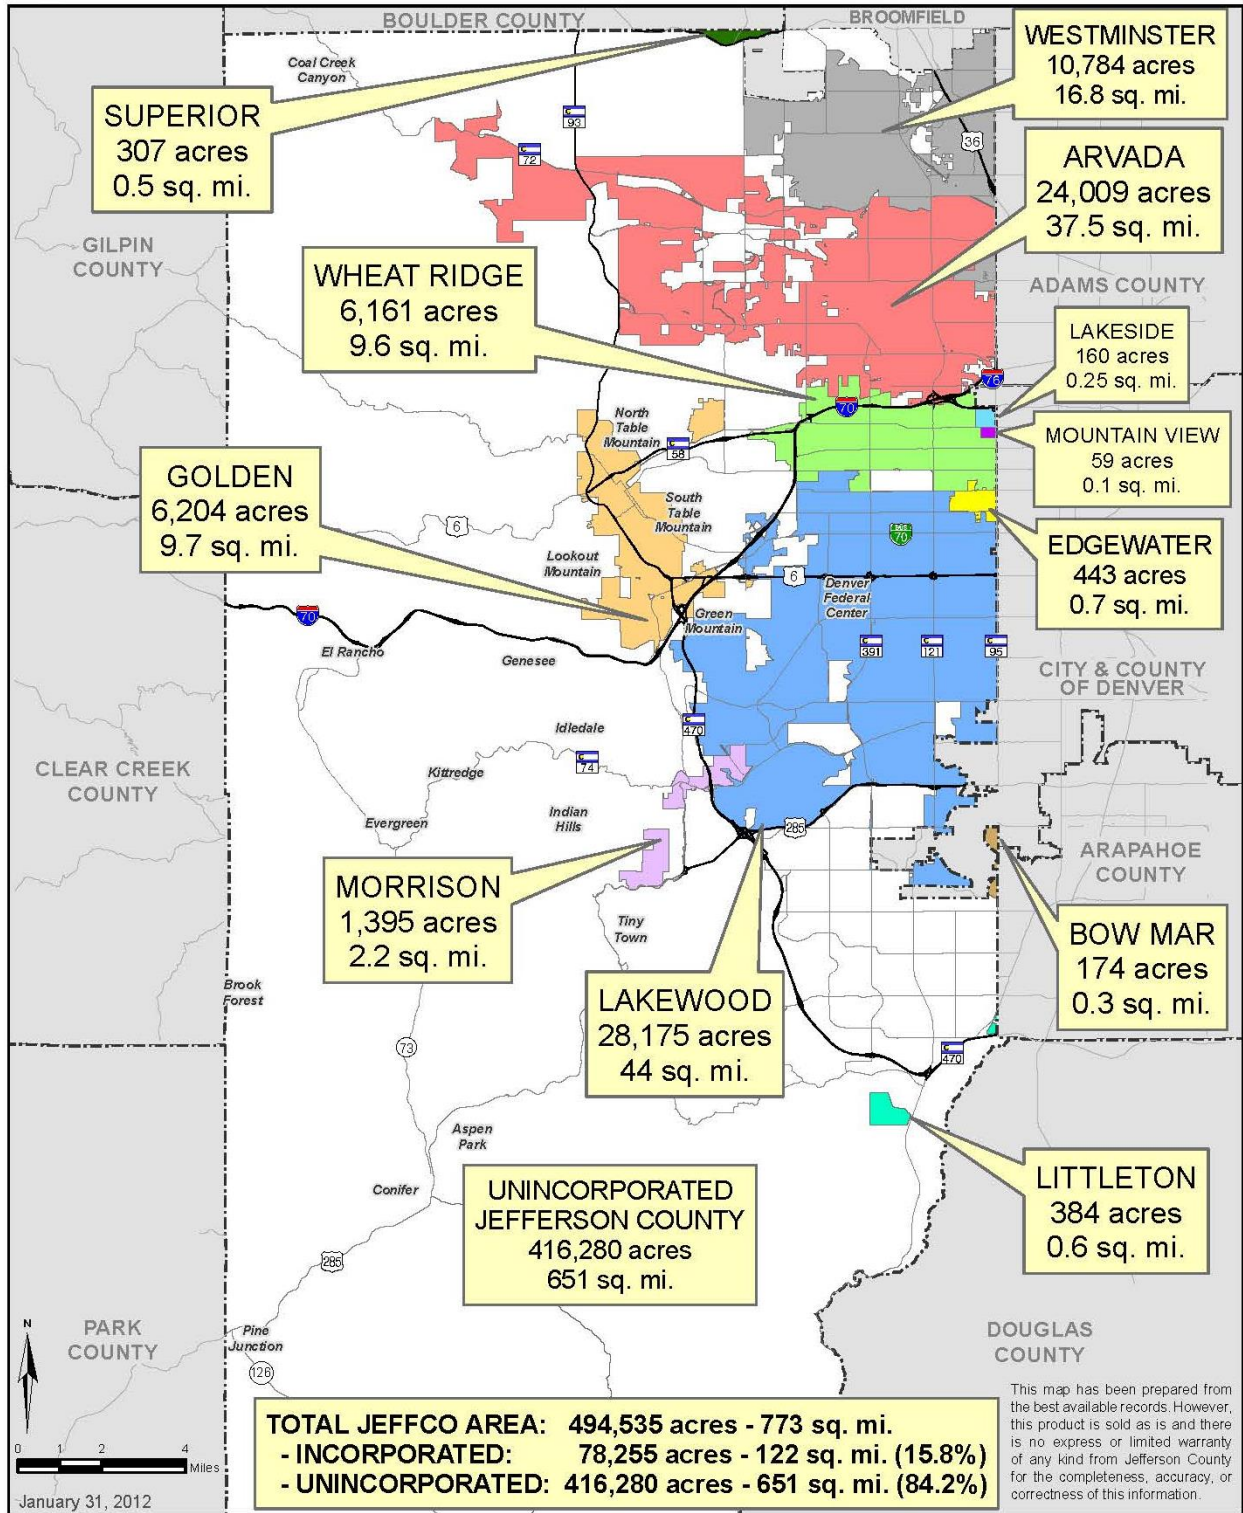 BOULDER COUNTY
BROOMFIELD
Coal Creek
Canyon
WESTMINSTER
10,784 acres
16.8 sq. mi.
SUPERIOR
307 acres
0.5 sq. mi.
C
93
C
72
36
ARVADA
24,009 acres
37.5 sq. mi.
GILPIN
COUNTY
WHEAT RIDGE
6,161 acres
9.6 sq. mi.
ADAMS COUNTY
LAKESIDE
160 acres
0.25 sq. mi.
76
70
North
Table
Mountain
C
58
MOUNTAIN VIEW
59 acres
0.1 sq. mi.
GOLDEN
6,204 acres
9.7 sq. mi.
South
Table
Mountain
6
BUS
70
EDGEWATER
443 acres
0.7 sq. mi.
Lookout
Mountain
6
Denver
Federal
Center
70
Green
Mountain
El Rancho
Genesee
C
391
C
121
C
95
CITY & COUNTY
OF DENVER
C
470
Idledale
C
74
CLEAR CREEK
COUNTY
Kittredge
Evergreen
Indian
Hills
285
ARAPAHOE
COUNTY
MORRISON
1,395 acres
2.2 sq. mi.
Tiny
Town
BOW MAR
174 acres
0.3 sq. mi.
Brook
Forest
LAKEWOOD
28,175 acres
44 sq. mi.
73
C
470
Aspen
Park
Conifer
UNINCORPORATED
JEFFERSON COUNTY
416,280 acres
651 sq. mi.
LITTLETON
384 acres
0.6 sq. mi.
285
N
PARK
COUNTY
Pine
Junction
126
DOUGLAS
COUNTY
TOTAL JEFFCO AREA: 494,535 acres - 773 sq. mi.
- INCORPORATED: 78,255 acres - 122 sq. mi. (15.8%)
- UNINCORPORATED: 416,280 acres - 651 sq. mi. (84.2%)
This map has been prepared from
the best available records. However,
this product is sold as is and there
is no express or limited warranty
of any kind from Jefferson County
for the completeness, accuracy, or
correctness of this information.
0 1 2 4
Miles
January 31, 2012